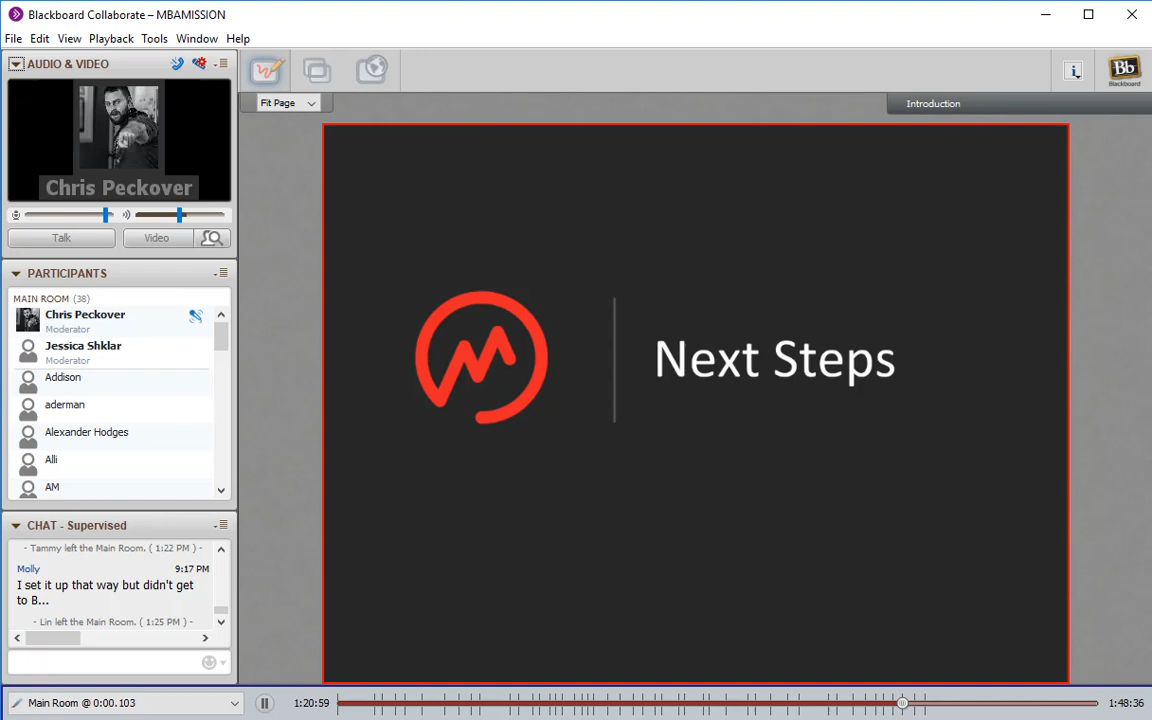 Blackboard Collaborate – MBAMISSION
File Edit View Playback Tools Window Help
AUDIO & VIDEO
Chris Peckover
Talk Video
PARTICIPANTS
MAIN ROOM (38)
Chris Peckover
Moderator
Jessica Shklar
Moderator
Addison
aderman
Alexander Hodges
Alli
AM
CHAT - Supervised
- Tammy left the Main Room. ( 1:22 PM ) -
Molly 9:17 PM
I set it up that way but didn't get
to B...
- Lin left the Main Room. ( 1:25 PM ) -
Main Room @ 0:00.103
Fit Page
Introduction
i
Bb
Blackboard
Next Steps
1:20:59
1:48:36